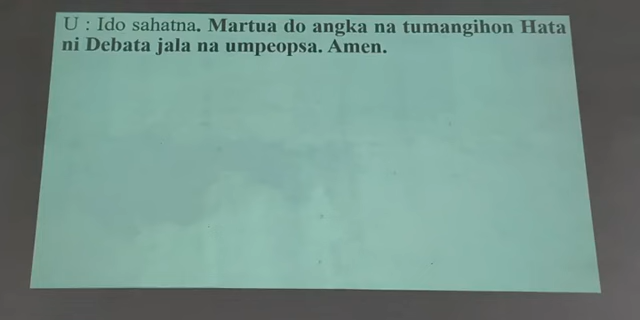 U : Ido sahatna. Martua do angka na tumangihon Hata
ni Debata jala na umpeopsa. Amen.